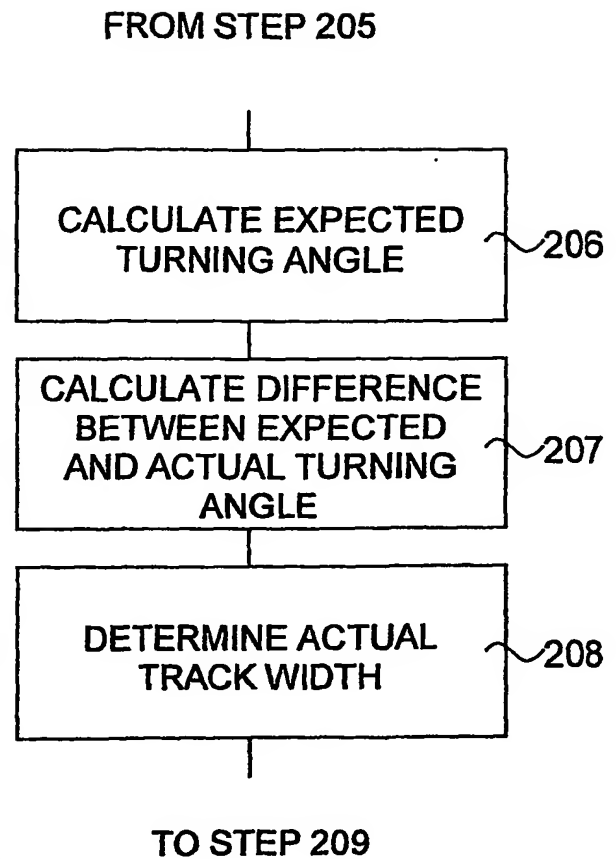 FROM STEP 205
CALCULATE EXPECTED
TURNING ANGLE
206
CALCULATE DIFFERENCE
BETWEEN EXPECTED
AND ACTUAL TURNING
ANGLE
207
DETERMINE ACTUAL
TRACK WIDTH
208
TO STEP 209